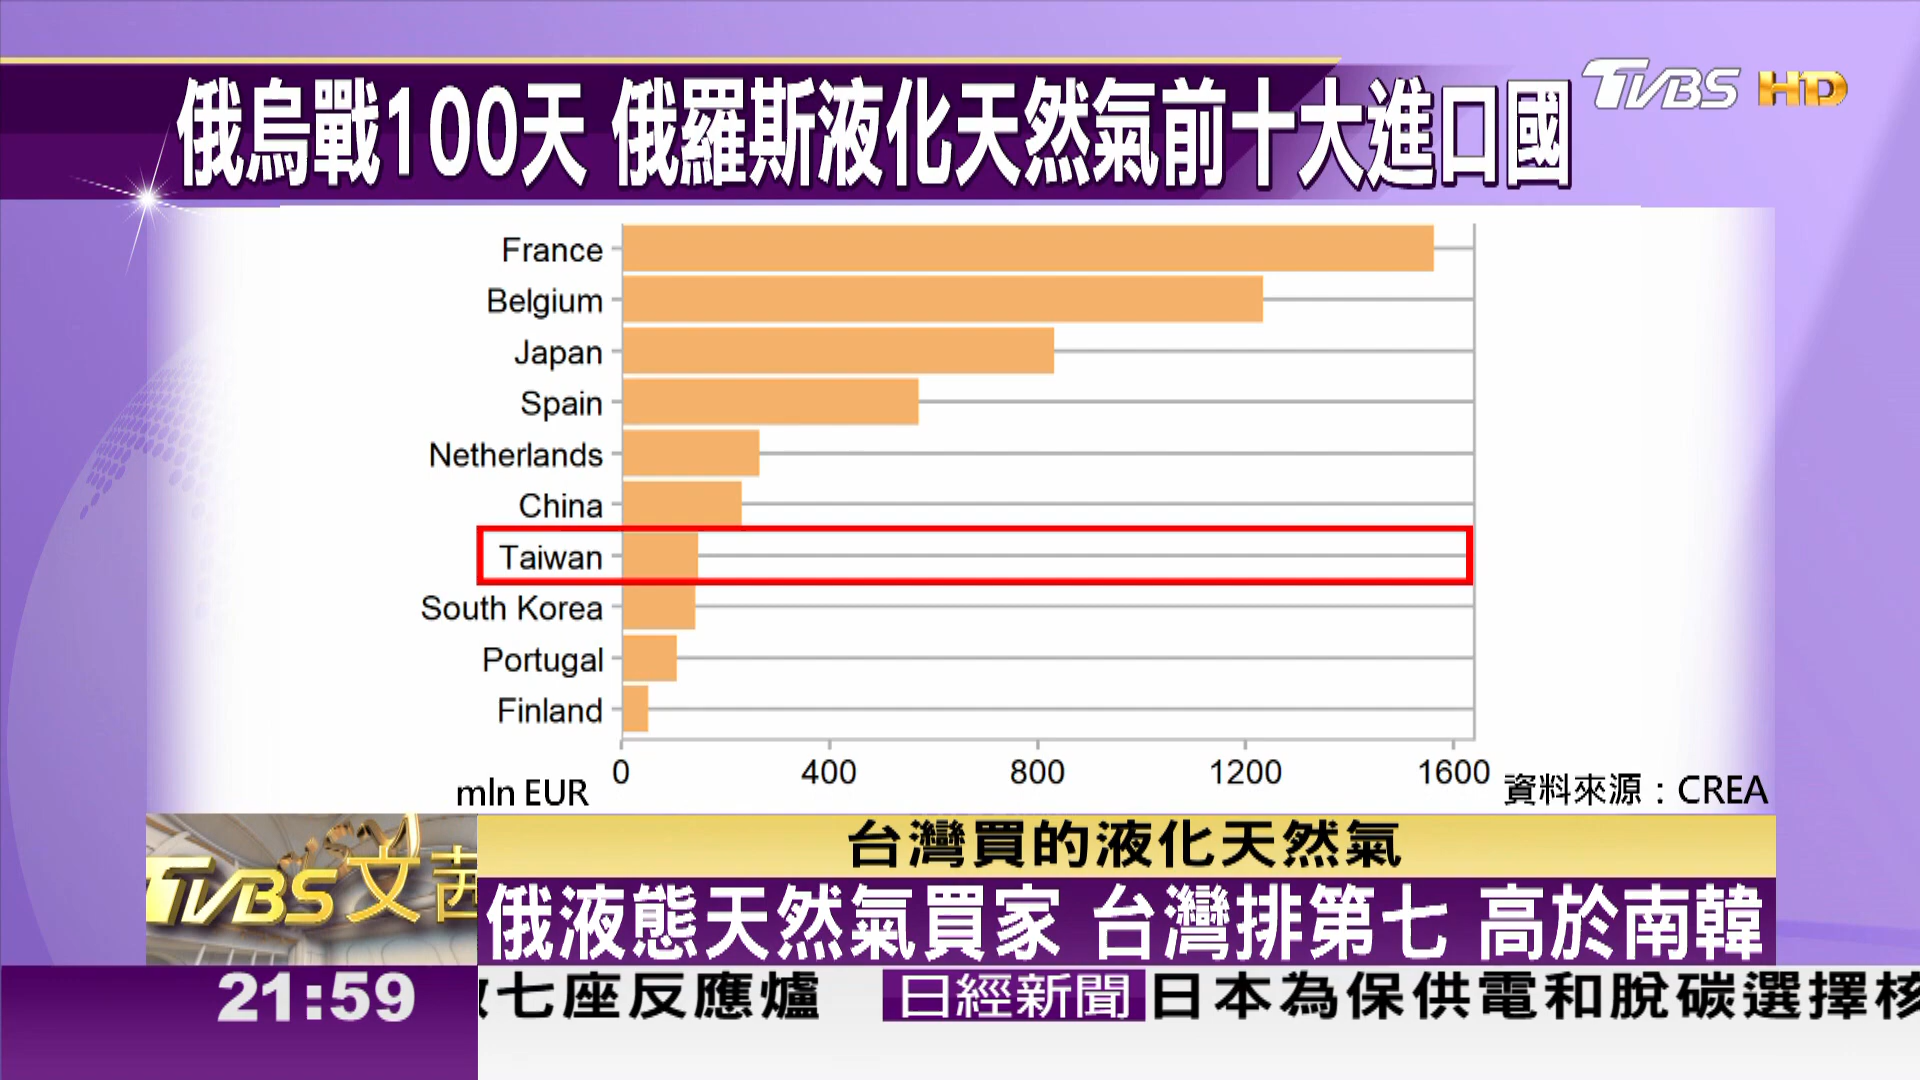 俄烏戰100天 俄羅斯液化天然氣前十大進口國
TVBS HD
France
Belgium
Japan
Spain
Netherlands
China
Taiwan
South Korea
Portugal
Finland
0 400 800 1200 1600
mln EUR
資料來源：CREA
台灣買的液化天然氣
TVBS 文茜
俄液態天然氣買家 台灣排第七 高於南韓
21:59
七座反應爐 日經新聞 日本為保供電和脫碳選擇核